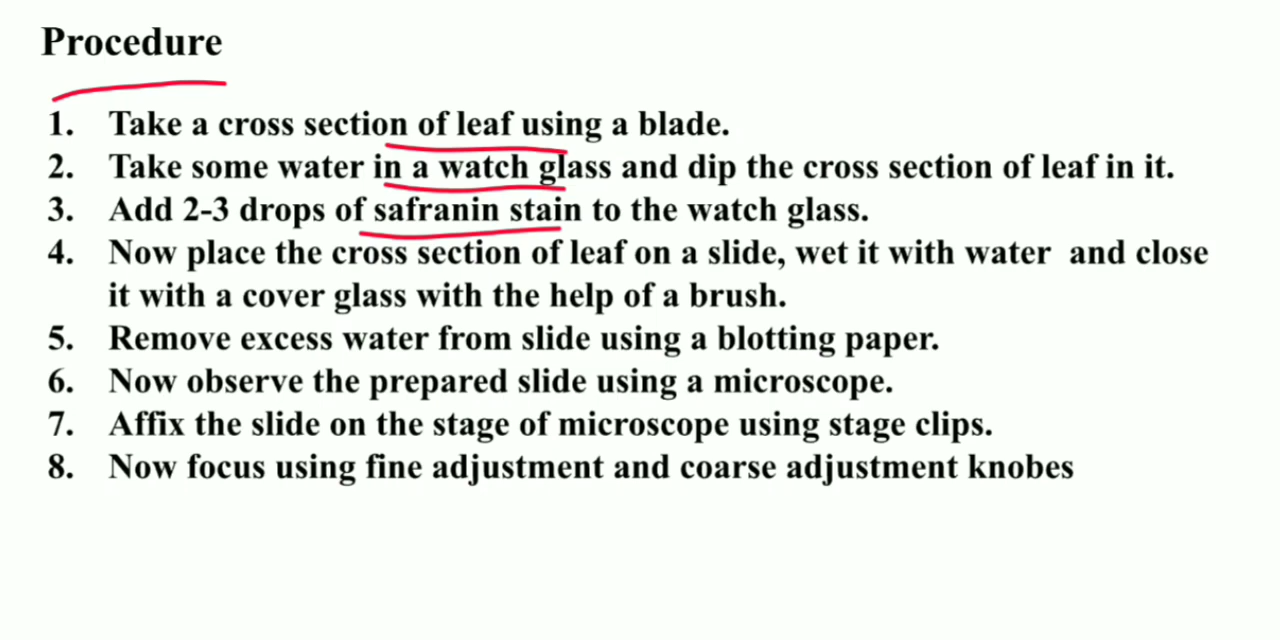 Procedure
1. Take a cross section of leaf using a blade.
2. Take some water in a watch glass and dip the cross section of leaf in it.
3. Add 2-3 drops of safranin stain to the watch glass.
4. Now place the cross section of leaf on a slide, wet it with water and close
it with a cover glass with the help of a brush.
5. Remove excess water from slide using a blotting paper.
6. Now observe the prepared slide using a microscope.
7. Affix the slide on the stage of microscope using stage clips.
8. Now focus using fine adjustment and coarse adjustment knobes